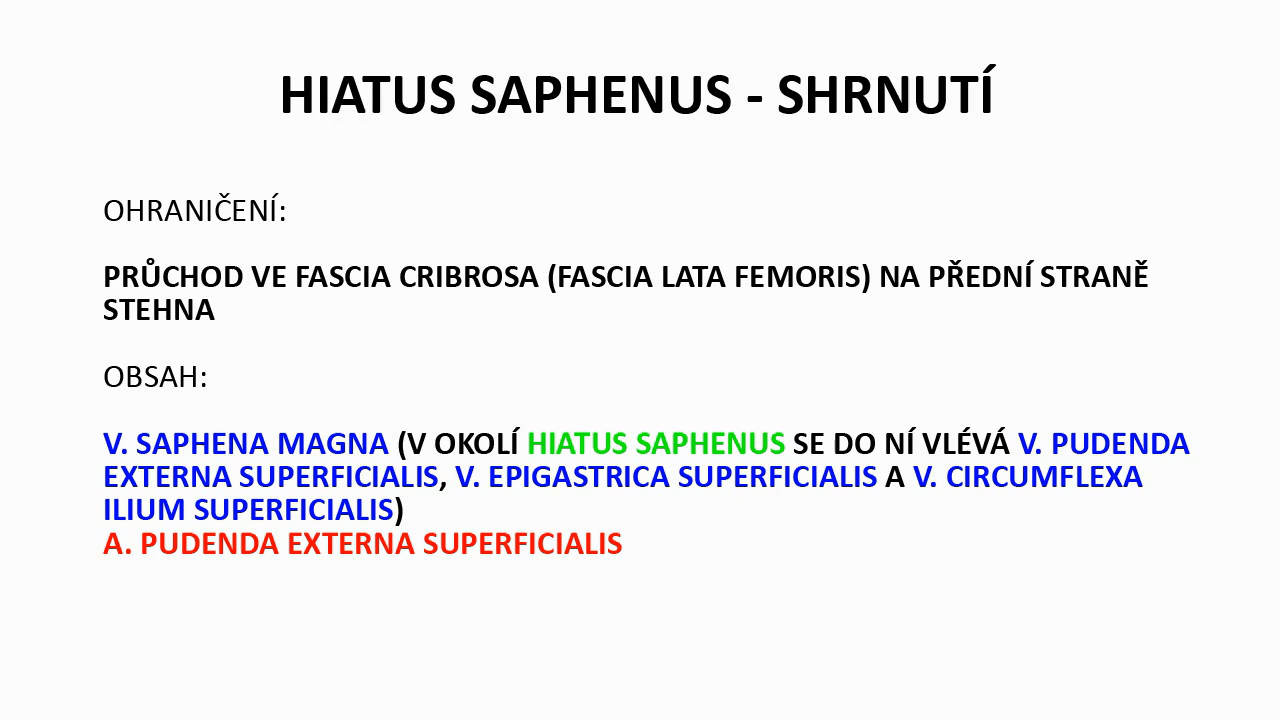 HIATUS SAPHENUS - SHRNUTÍ
OHRANIČENÍ:
PRŮCHOD VE FASCIA CRIBROSA (FASCIA LATA FEMORIS) NA PŘEDNÍ STRANĚ
STEHNA
OBSAH:
V. SAPHENA MAGNA (V OKOLÍ HIATUS SAPHENUS SE DO NÍ VLÉVÁ V. PUDENDA
EXTERNA SUPERFICIALIS, V. EPIGASTRICA SUPERFICIALIS A V. CIRCUMFLEXA
ILIUM SUPERFICIALIS)
A. PUDENDA EXTERNA SUPERFICIALIS